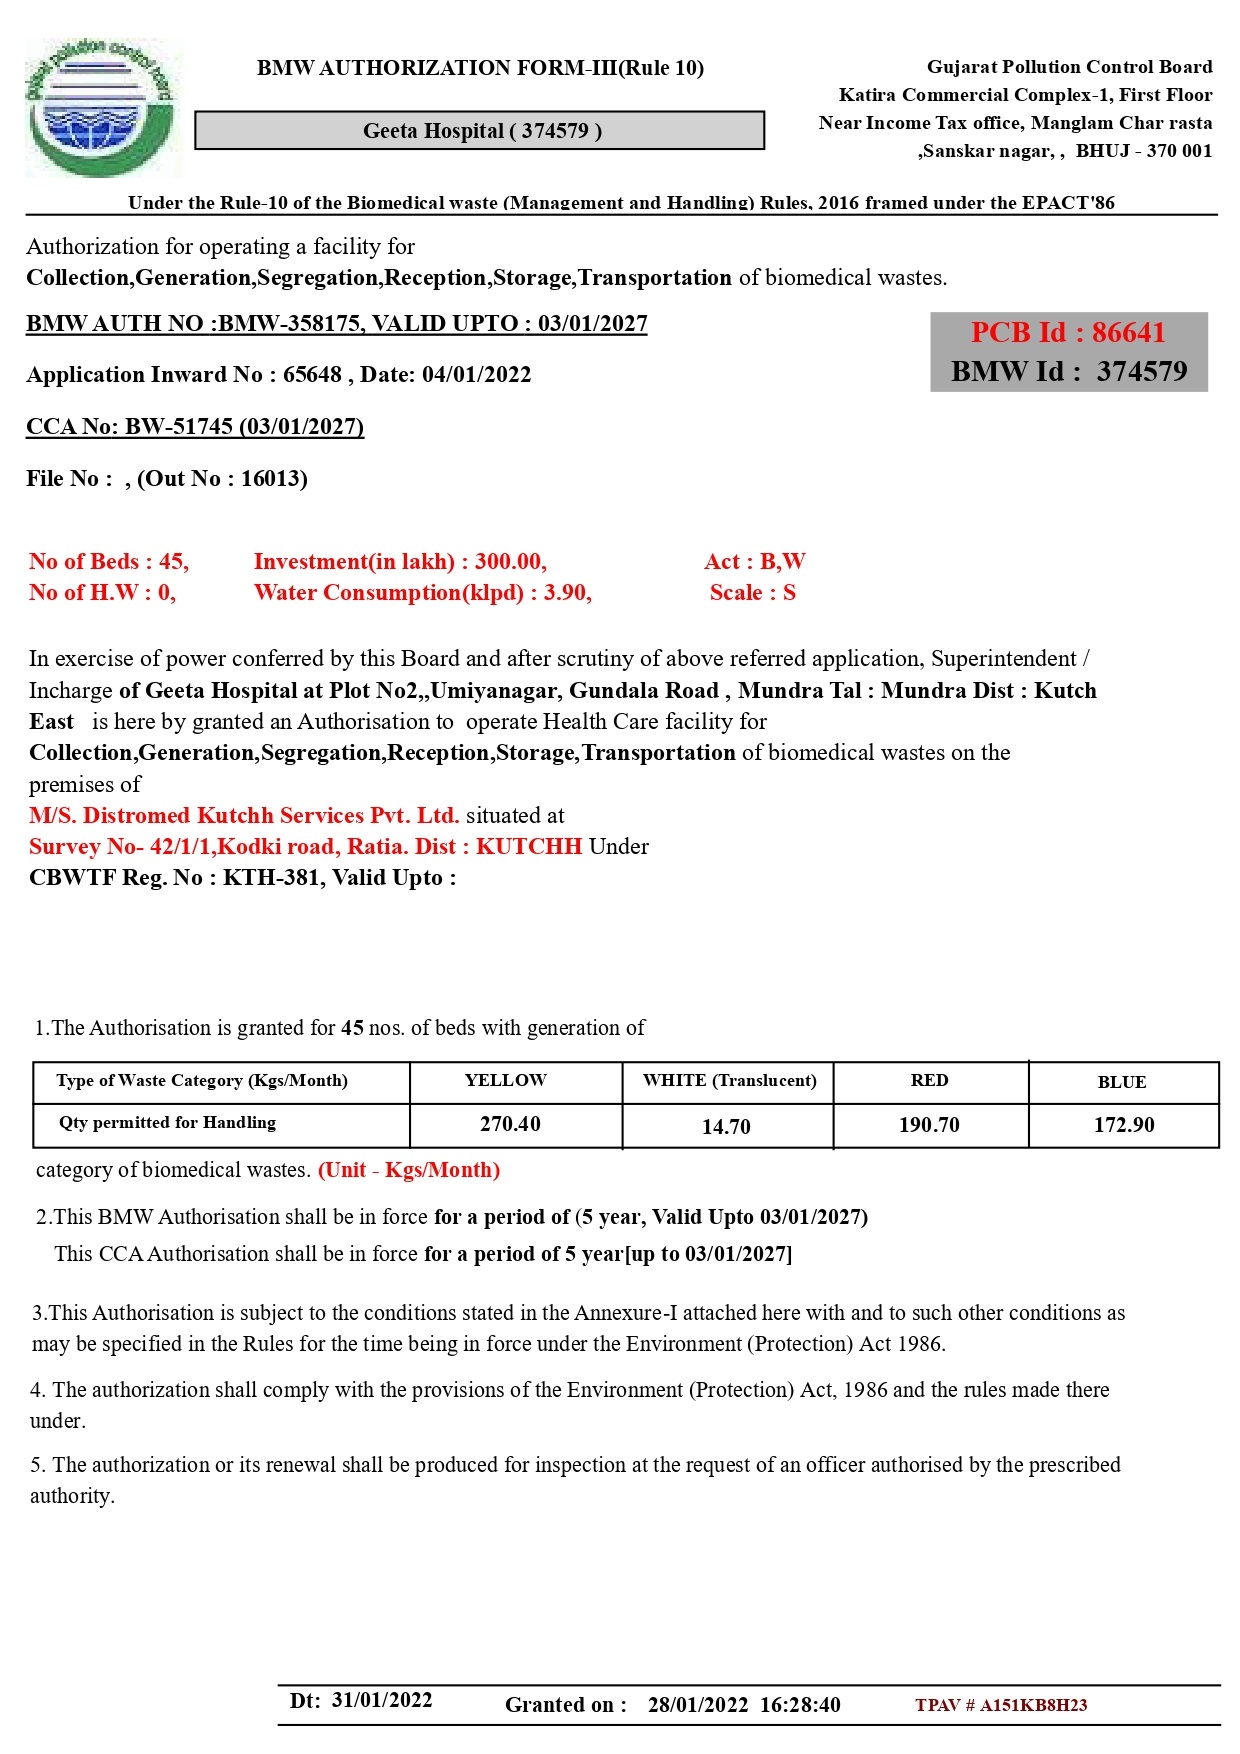 gujarat pollution control board
BMW AUTHORIZATION FORM-III(Rule 10)
Geeta Hospital ( 374579 )
Gujarat Pollution Control Board
Katira Commercial Complex-1, First Floor
Near Income Tax office, Manglam Char rasta
,Sanskar nagar, ,  BHUJ - 370 001
Under the Rule-10 of the Biomedical waste (Management and Handling) Rules, 2016 framed under the EPACT'86
Authorization for operating a facility for
Collection,Generation,Segregation,Reception,Storage,Transportation of biomedical wastes.
BMW AUTH NO :BMW-358175, VALID UPTO : 03/01/2027
PCB Id : 86641
BMW Id :  374579
Application Inward No : 65648 , Date: 04/01/2022
CCA No: BW-51745 (03/01/2027)
File No :  , (Out No : 16013)
No of Beds : 45, Investment(in lakh) : 300.00, Act : B,W
No of H.W : 0, Water Consumption(klpd) : 3.90, Scale : S
In exercise of power conferred by this Board and after scrutiny of above referred application, Superintendent /
Incharge of Geeta Hospital at Plot No2,,Umiyanagar, Gundala Road , Mundra Tal : Mundra Dist : Kutch
East  is here by granted an Authorisation to  operate Health Care facility for
Collection,Generation,Segregation,Reception,Storage,Transportation of biomedical wastes on the
premises of
M/S. Distromed Kutchh Services Pvt. Ltd. situated at
Survey No- 42/1/1,Kodki road, Ratia. Dist : KUTCHH Under
CBWTF Reg. No : KTH-381, Valid Upto :
1.The Authorisation is granted for 45 nos. of beds with generation of
Type of Waste Category (Kgs/Month) YELLOW WHITE (Translucent) RED BLUE
Qty permitted for Handling 270.40 14.70 190.70 172.90
category of biomedical wastes. (Unit - Kgs/Month)
2.This BMW Authorisation shall be in force for a period of (5 year, Valid Upto 03/01/2027)
This CCA Authorisation shall be in force for a period of 5 year[up to 03/01/2027]
3.This Authorisation is subject to the conditions stated in the Annexure-I attached here with and to such other conditions as
may be specified in the Rules for the time being in force under the Environment (Protection) Act 1986.
4. The authorization shall comply with the provisions of the Environment (Protection) Act, 1986 and the rules made there
under.
5. The authorization or its renewal shall be produced for inspection at the request of an officer authorised by the prescribed
authority.
Dt:  31/01/2022 Granted on :  28/01/2022  16:28:40 TPAV # A151KB8H23